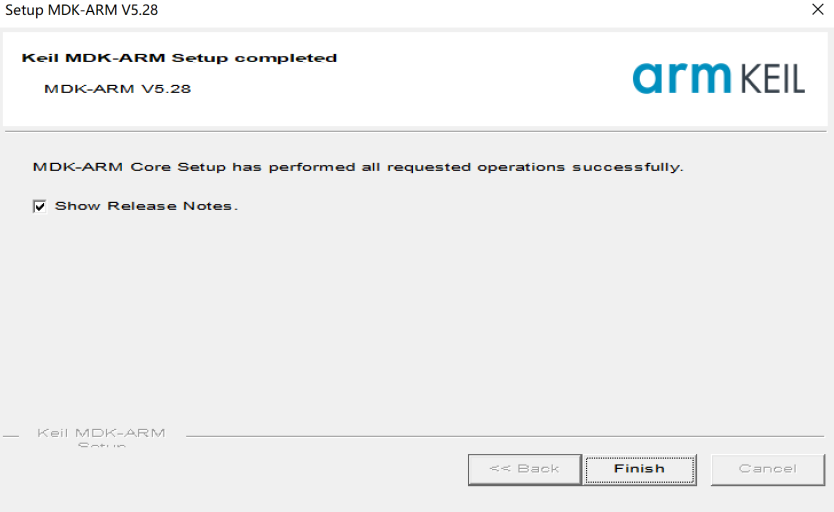 Setup MDK-ARM V5.28
Keil MDK-ARM Setup completed
MDK-ARM V5.28
arm KEIL
MDK-ARM Core Setup has performed all requested operations successfully.
Show Release Notes.
Keil MDK-ARM
Setup
<< Back
Finish
Cancel